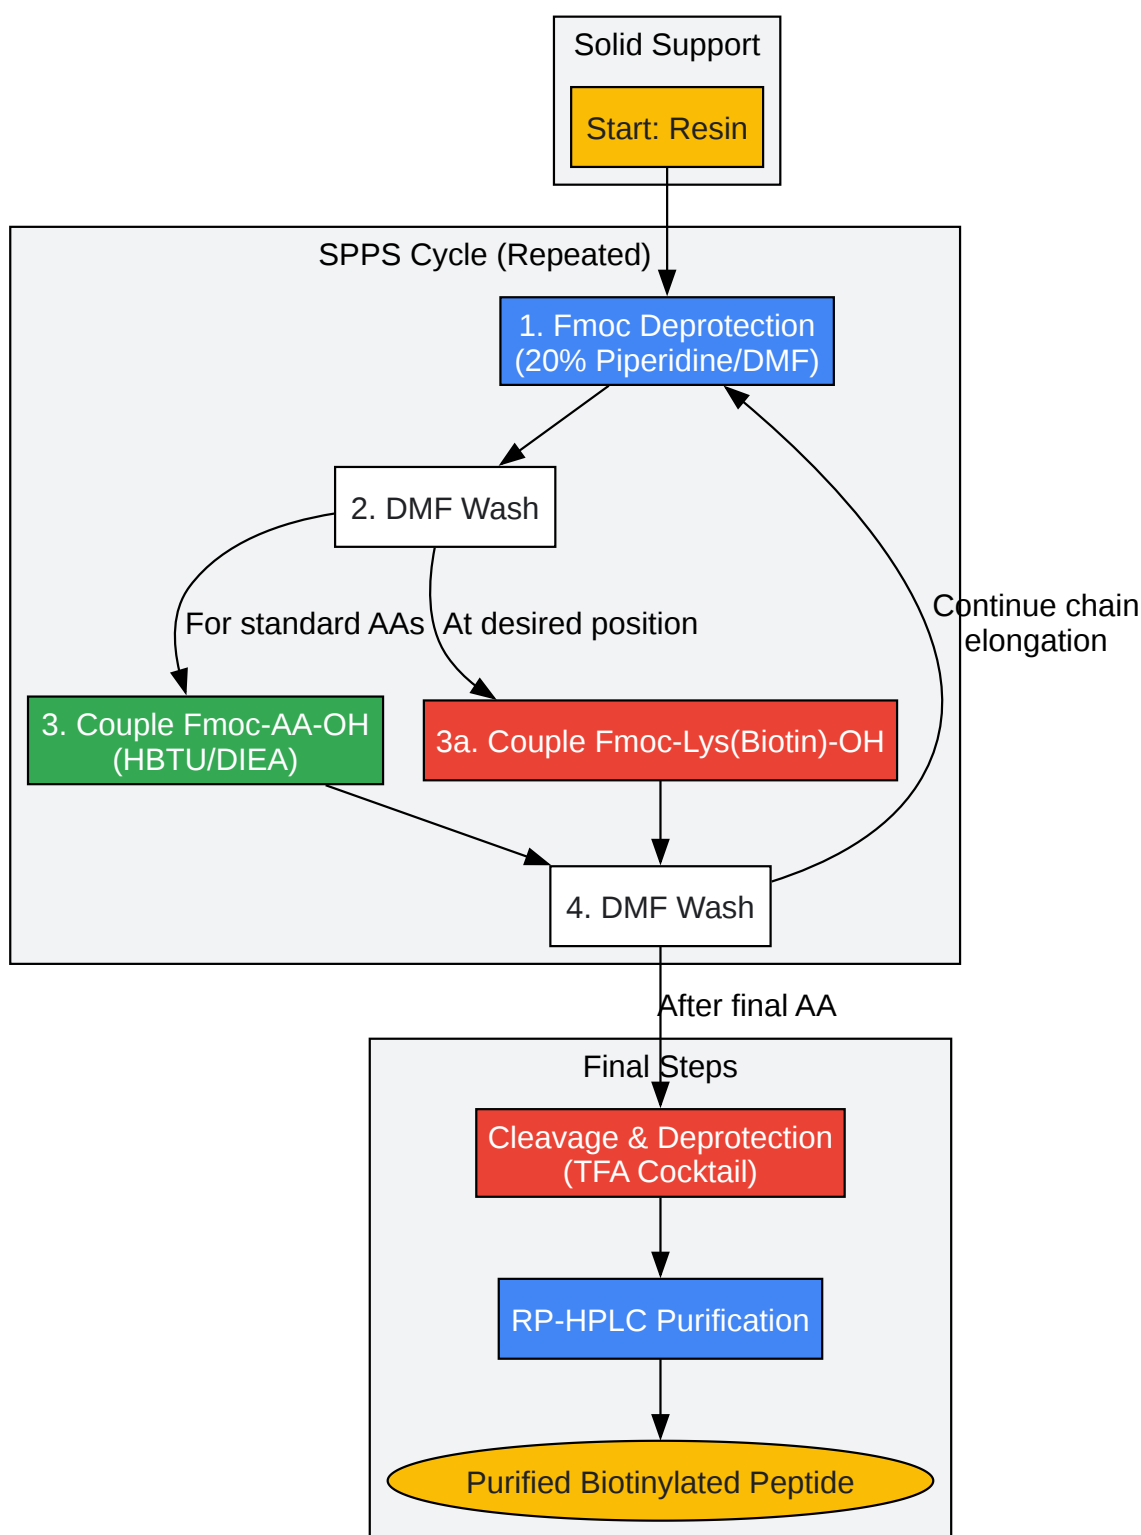 Solid Support
Start: Resin
SPPS Cycle (Repeated)
1. Fmoc Deprotection
(20% Piperidine/DMF)
2. DMF Wash
For standard AAs
At desired position
Continue chain
elongation
3. Couple Fmoc-AA-OH
(HBTU/DIEA)
3a. Couple Fmoc-Lys(Biotin)-OH
4. DMF Wash
After final AA
Final Steps
Cleavage & Deprotection
(TFA Cocktail)
RP-HPLC Purification
Purified Biotinylated Peptide